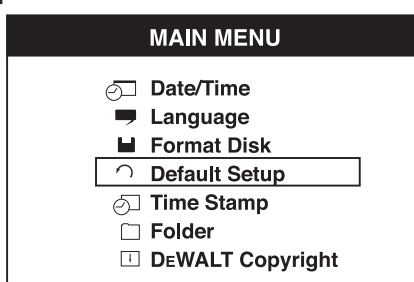 MAIN MENU
Date/Time
Language
Format Disk
Default Setup
Time Stamp
Folder
DEWALT Copyright